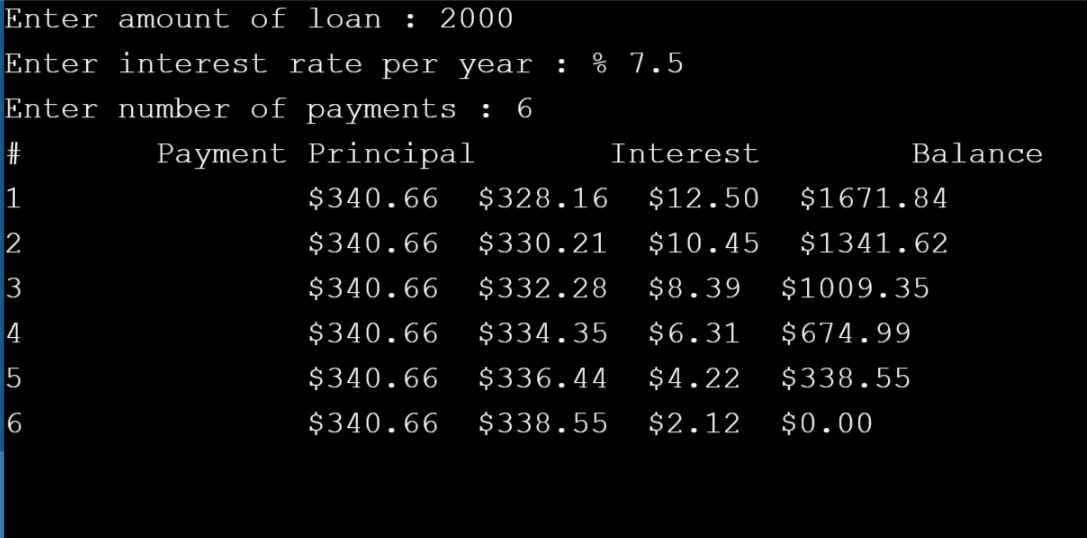 Enter amount of loan : 2000
Enter interest rate per year : % 7.5
Enter number of payments : 6
#       Payment Principal       Interest        Balance
1               $340.66  $328.16  $12.50  $1671.84
2               $340.66  $330.21  $10.45  $1341.62
3               $340.66  $332.28  $8.39  $1009.35
4               $340.66  $334.35  $6.31  $674.99
5               $340.66  $336.44  $4.22  $338.55
6               $340.66  $338.55  $2.12  $0.00